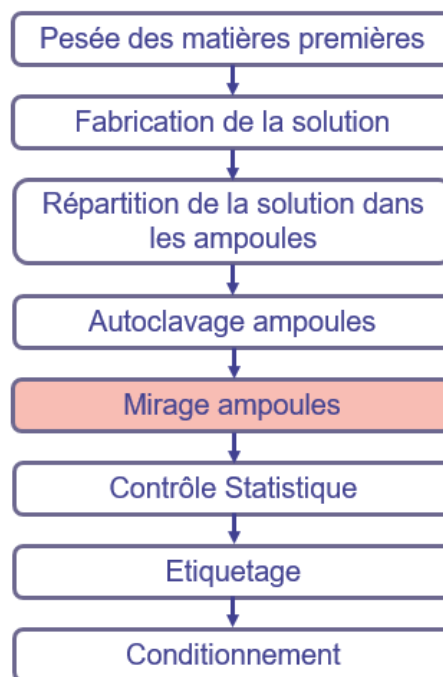 Pesée des matières premières
Fabrication de la solution
Répartition de la solution dans
les ampoules
Autoclavage ampoules
Mirage ampoules
Contrôle Statistique
Etiquetage
Conditionnement